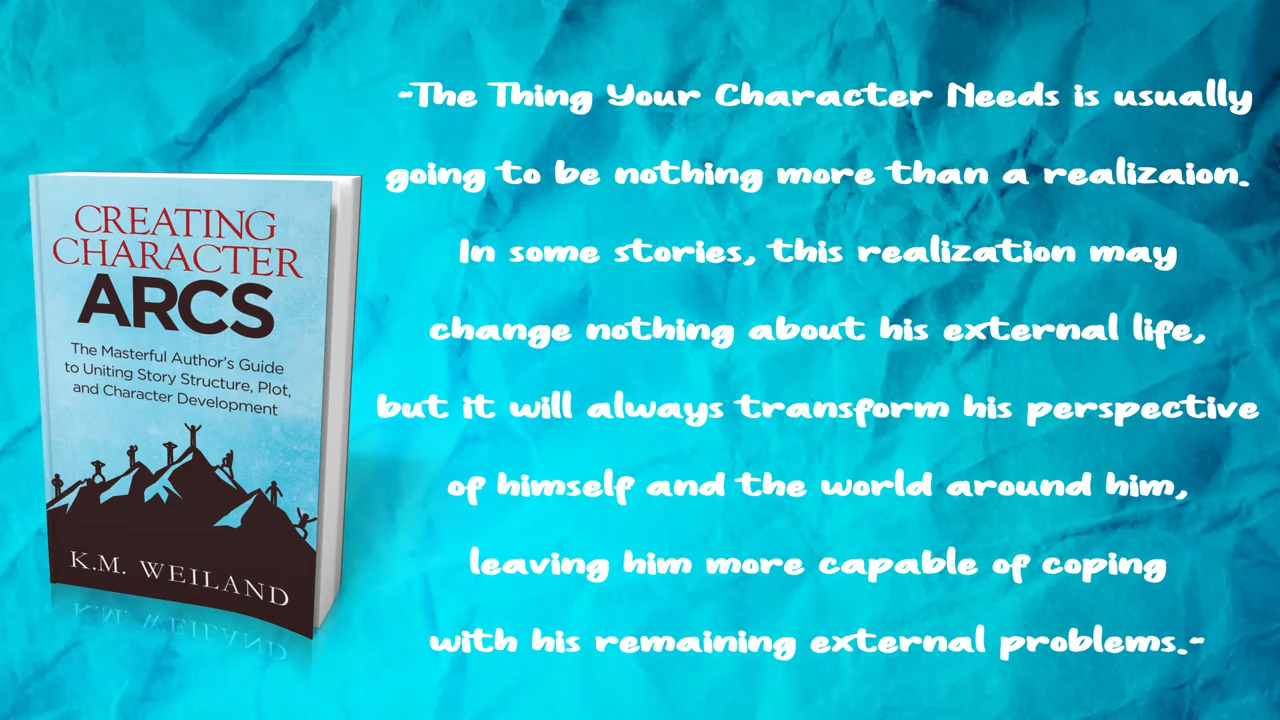 CREATING
CHARACTER
ARCS
The Masterful Author's Guide
to Uniting Story Structure, Plot,
and Character Development
K.M. WEILAND
K.M. WEILAND
-The Thing Your Character Needs is usually
going to be nothing more than a realizaion.
In some stories, this realization may
change nothing about his external life,
but it will always transform his perspective
of himself and the world around him,
leaving him more capable of coping
with his remaining external problems.-